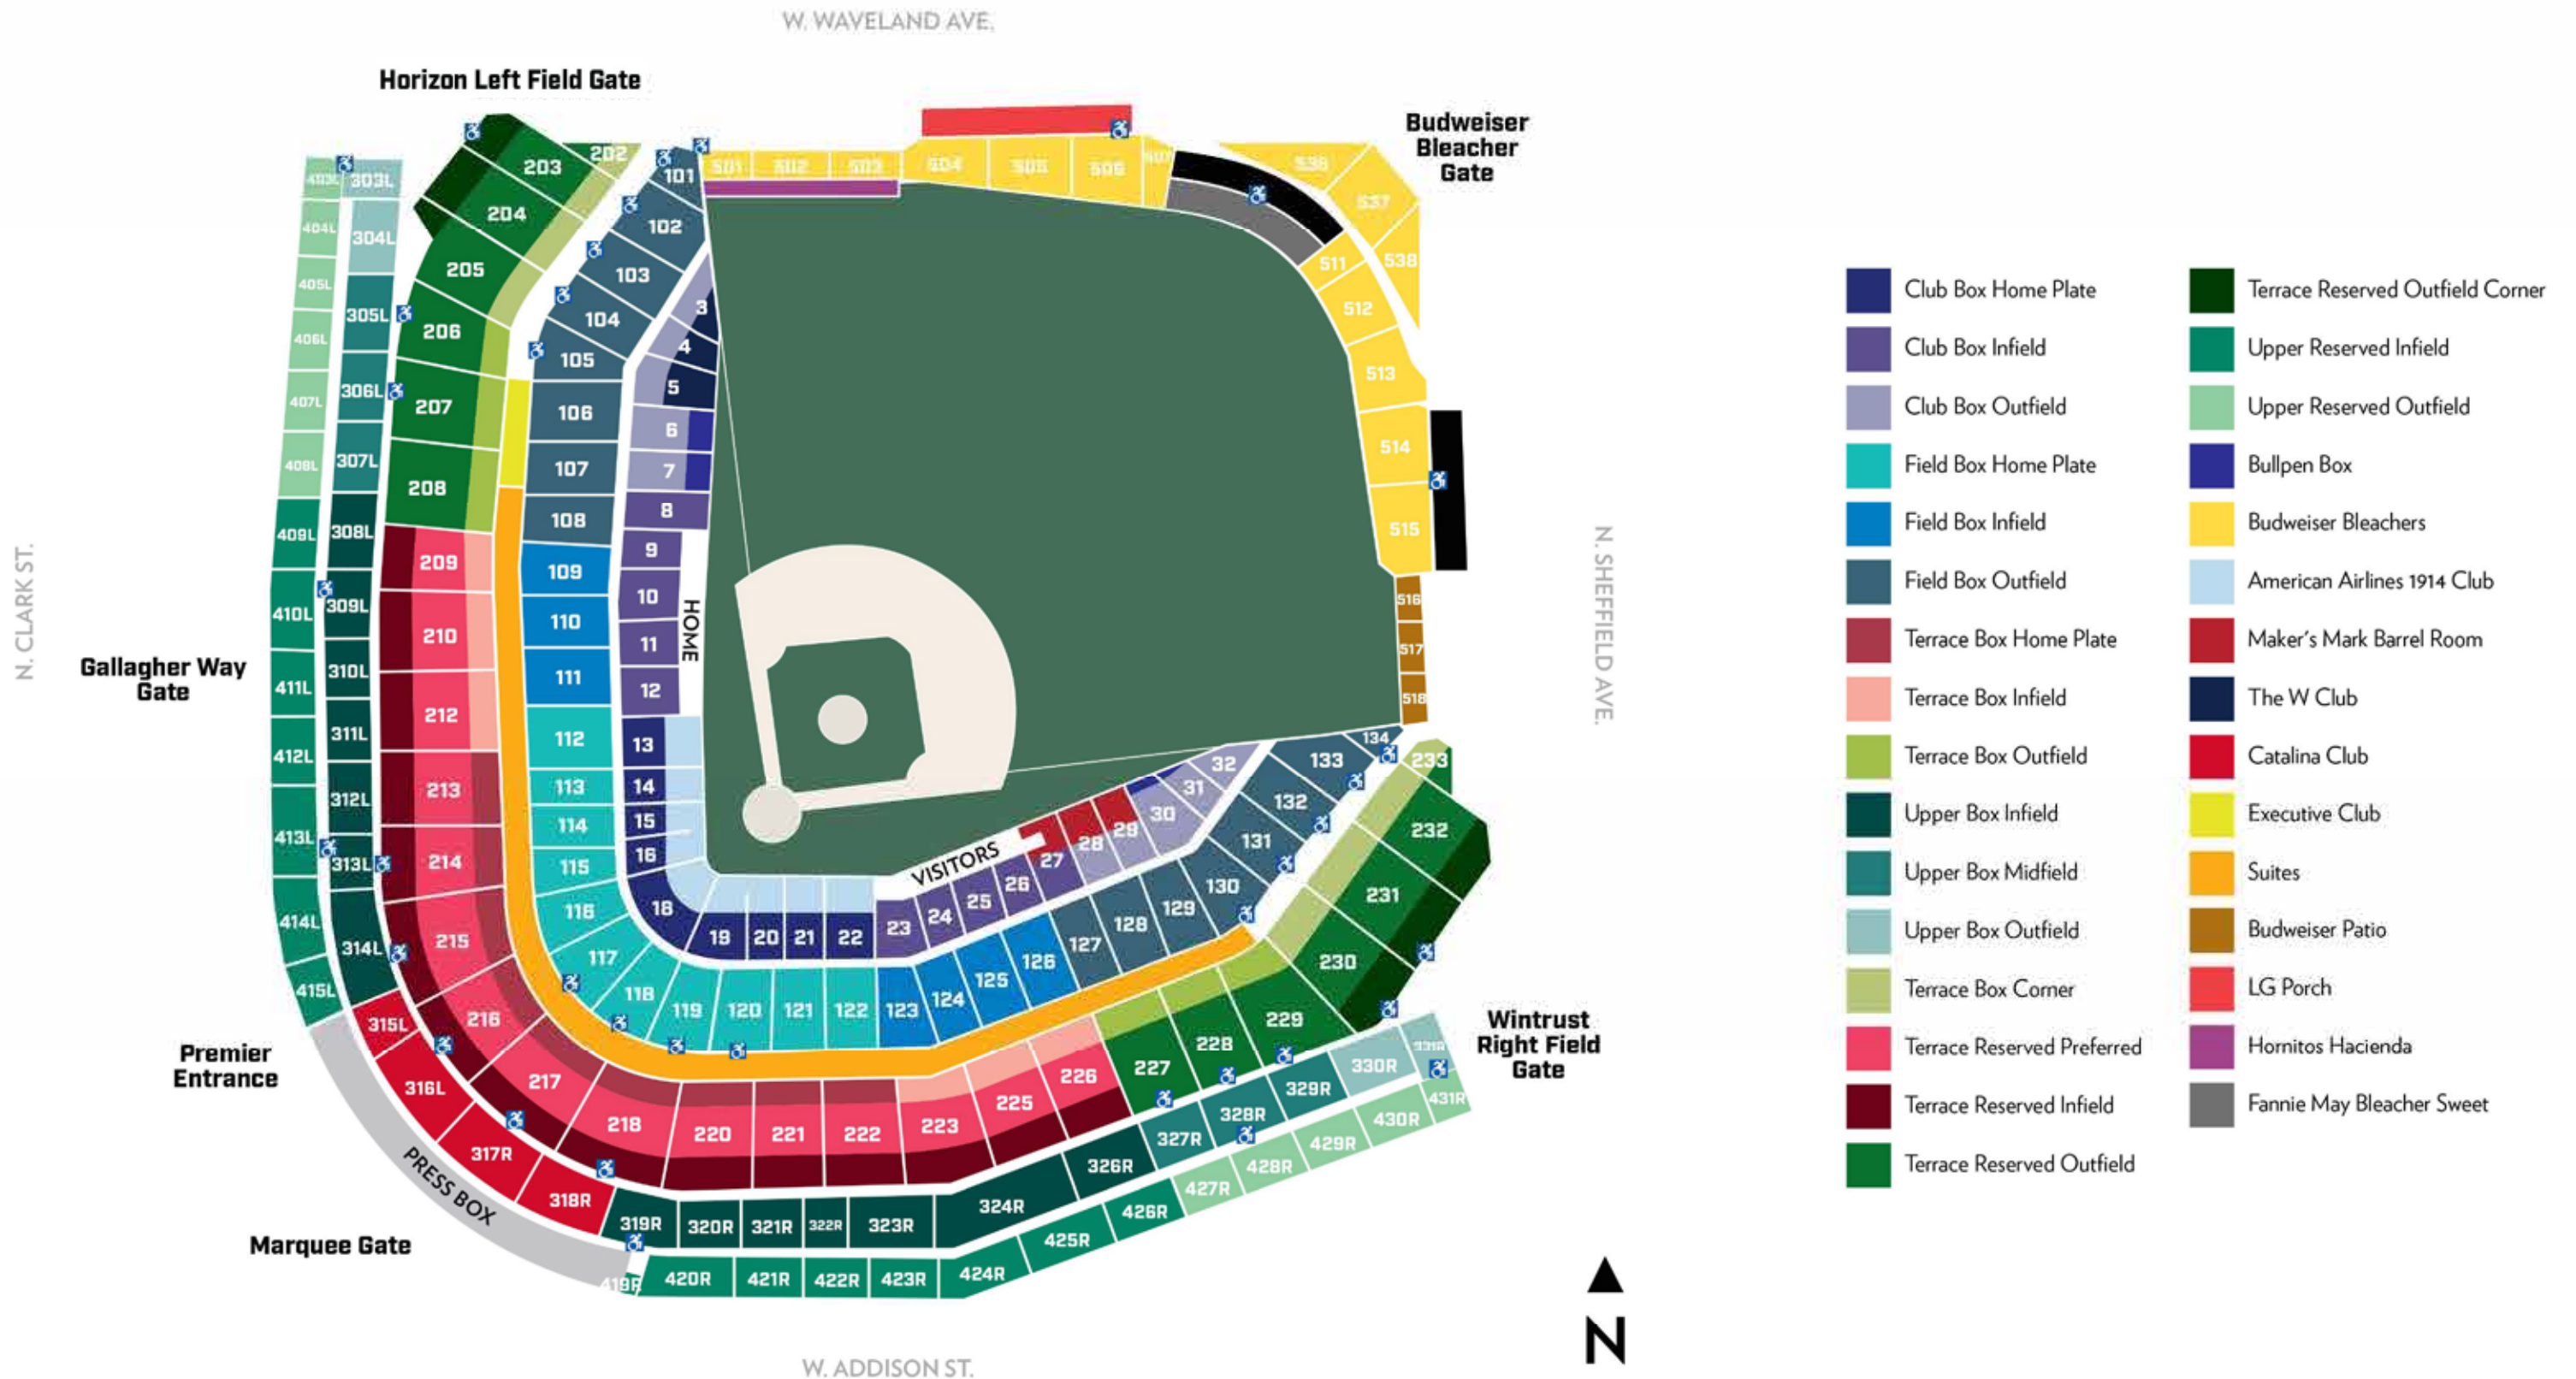 W. WAVELAND AVE.
Horizon Left Field Gate
Budweiser
Bleacher
Gate
N. CLARK ST.
N. SHEFFIELD AVE.
Gallagher Way
Gate
Premier
Entrance
Marquee Gate
Wintrust
Right Field
Gate
W. ADDISON ST.
N
HOME
VISITORS
PRESS BOX
501
502
503
504
505
506
507
536
537
538
511
512
513
514
515
516
517
518
403L
404L
405L
406L
407L
408L
409L
410L
411L
412L
413L
414L
415L
303L
304L
305L
306L
307L
308L
309L
310L
311L
312L
313L
314L
315L
316L
317R
318R
319R
320R
321R
322R
323R
324R
326R
327R
328R
329R
330R
331R
419R
420R
421R
422R
423R
424R
425R
426R
427R
428R
429R
430R
431R
202
203
204
205
206
207
208
209
210
212
213
214
215
216
217
218
220
221
222
223
225
226
227
228
229
230
231
232
233
101
102
103
104
105
106
107
108
109
110
111
112
113
114
115
116
117
118
119
120
121
122
123
124
125
126
127
128
129
130
131
132
133
134
3
4
5
6
7
8
9
10
11
12
13
14
15
16
18
19
20
21
22
23
24
25
26
27
28
29
30
31
32
Club Box Home Plate
Club Box Infield
Club Box Outfield
Field Box Home Plate
Field Box Infield
Field Box Outfield
Terrace Box Home Plate
Terrace Box Infield
Terrace Box Outfield
Upper Box Infield
Upper Box Midfield
Upper Box Outfield
Terrace Box Corner
Terrace Reserved Preferred
Terrace Reserved Infield
Terrace Reserved Outfield
Terrace Reserved Outfield Corner
Upper Reserved Infield
Upper Reserved Outfield
Bullpen Box
Budweiser Bleachers
American Airlines 1914 Club
Maker's Mark Barrel Room
The W Club
Catalina Club
Executive Club
Suites
Budweiser Patio
LG Porch
Hornitos Hacienda
Fannie May Bleacher Sweet